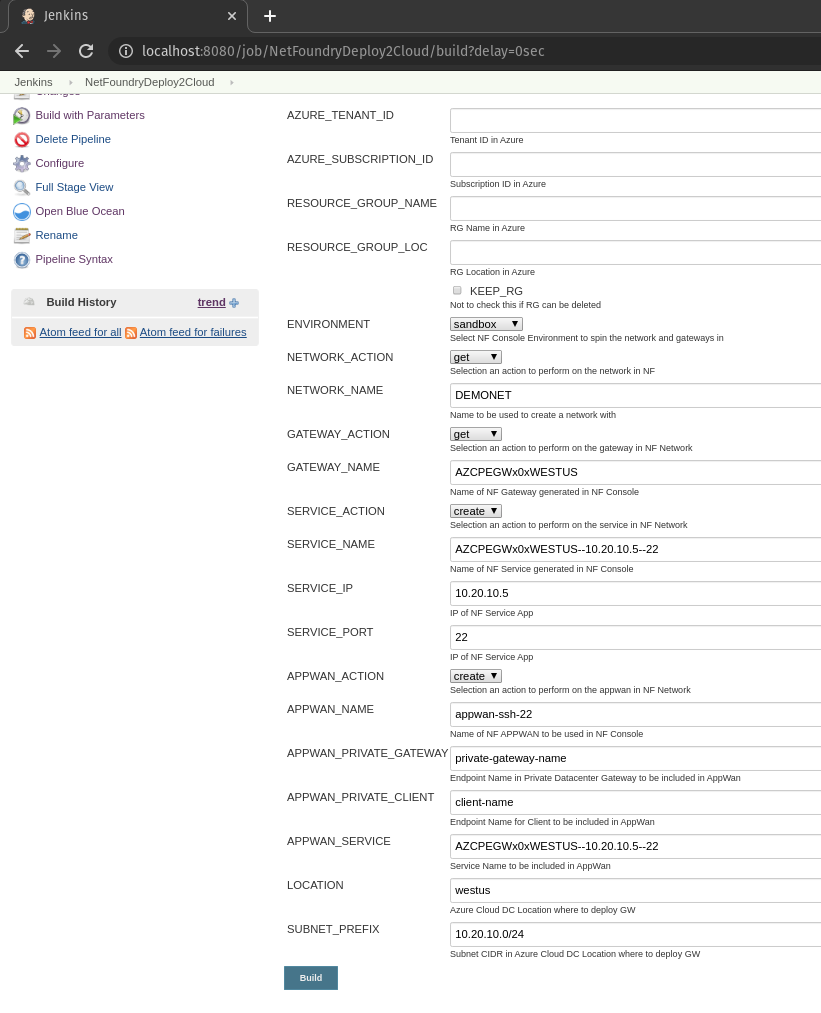 Jenkins
localhost:8080/job/NetFoundryDeploy2Cloud/build?delay=0sec
Jenkins NetFoundryDeploy2Cloud
Changes
Build with Parameters
Delete Pipeline
Configure
Full Stage View
Open Blue Ocean
Rename
Pipeline Syntax
Build History trend
Atom feed for all Atom feed for failures
AZURE_TENANT_ID
Tenant ID in Azure
AZURE_SUBSCRIPTION_ID
Subscription ID in Azure
RESOURCE_GROUP_NAME
RG Name in Azure
RESOURCE_GROUP_LOC
RG Location in Azure
KEEP_RG
Not to check this if RG can be deleted
ENVIRONMENT sandbox
Select NF Console Environment to spin the network and gateways in
NETWORK_ACTION get
Selection an action to perform on the network in NF
NETWORK_NAME DEMONET
Name to be used to create a network with
GATEWAY_ACTION get
Selection an action to perform on the gateway in NF Network
GATEWAY_NAME AZCPEGWx0xWESTUS
Name of NF Gateway generated in NF Console
SERVICE_ACTION create
Selection an action to perform on the service in NF Network
SERVICE_NAME AZCPEGWx0xWESTUS--10.20.10.5--22
Name of NF Service generated in NF Console
SERVICE_IP 10.20.10.5
IP of NF Service App
SERVICE_PORT 22
IP of NF Service App
APPWAN_ACTION create
Selection an action to perform on the appwan in NF Network
APPWAN_NAME appwan-ssh-22
Name of NF APPWAN to be used in NF Console
APPWAN_PRIVATE_GATEWAY private-gateway-name
Endpoint Name in Private Datacenter Gateway to be included in AppWan
APPWAN_PRIVATE_CLIENT client-name
Endpoint Name for Client to be included in AppWan
APPWAN_SERVICE AZCPEGWx0xWESTUS--10.20.10.5--22
Service Name to be included in AppWan
LOCATION westus
Azure Cloud DC Location where to deploy GW
SUBNET_PREFIX 10.20.10.0/24
Subnet CIDR in Azure Cloud DC Location where to deploy GW
Build